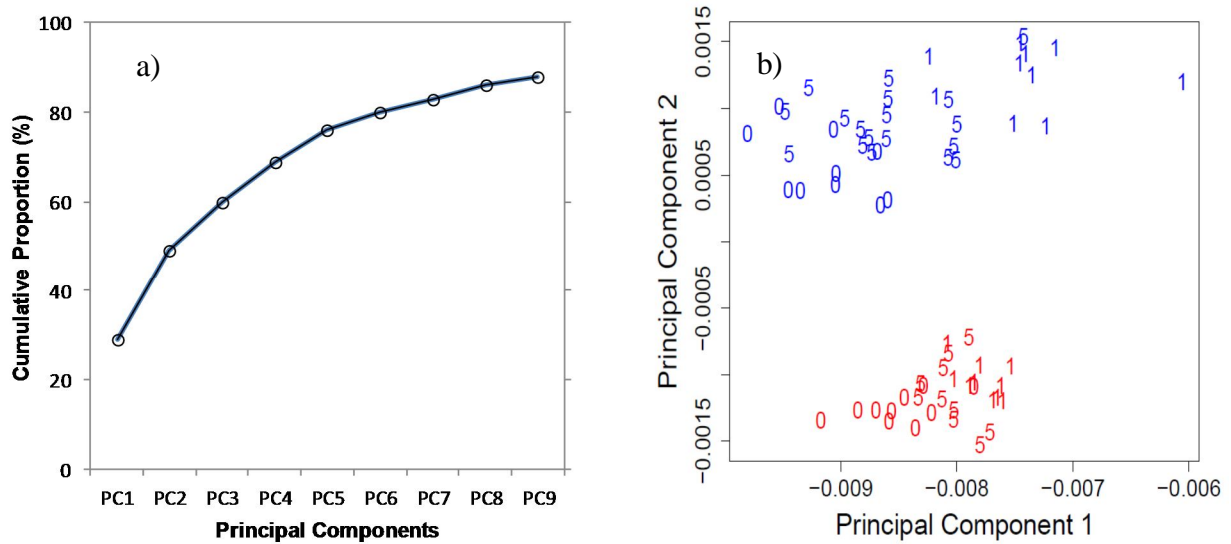 a)
Cumulative Proportion (%)
100
80
60
40
20
0
PC1 PC2 PC3 PC4 PC5 PC6 PC7 PC8 PC9
Principal Components
b)
Principal Component 2
0.0015
0.0005
−0.0005
−0.0015
−0.009 −0.008 −0.007 −0.006
Principal Component 1